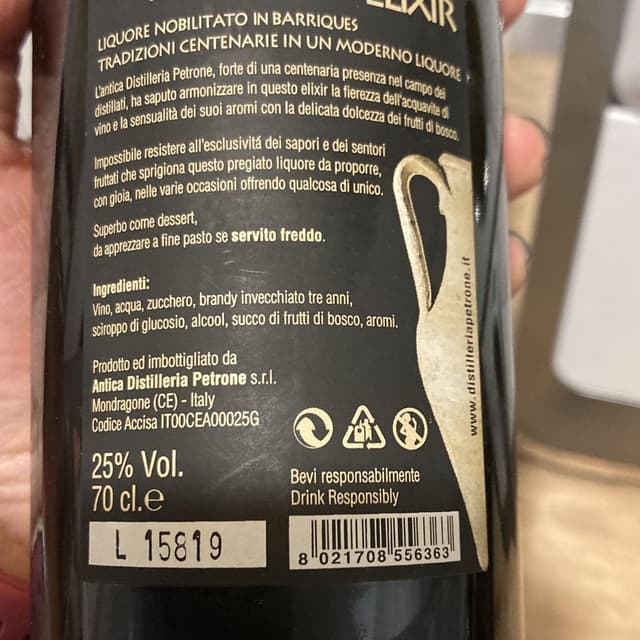 ELIXIR
LIQUORE NOBILITATO IN BARRIQUES
TRADIZIONI CENTENARIE IN UN MODERNO LIQUORE
L'antica Distilleria Petrone, forte di una centenaria presenza nel campo dei
distillati, ha saputo armonizzare in questo elixir la fierezza dell'acquavite di
vino e la sensualità dei suoi aromi con la delicata dolcezza dei frutti di bosco.
Impossibile resistere all'esclusivitá dei sapori e dei sentori
fruttati che sprigiona questo pregiato liquore da proporre,
con gioia, nelle varie occasioni offrendo qualcosa di unico.
Superbo come dessert,
da apprezzare a fine pasto se servito freddo.
Ingredienti:
Vino, acqua, zucchero, brandy invecchiato tre anni,
sciroppo di glucosio, alcool, succo di frutti di bosco, aromi.
Prodotto ed imbottigliato da
Antica Distilleria Petrone s.r.l.
Mondragone (CE) - Italy
Codice Accisa IT00CEA00025G
25% Vol.
70 cl.e
Bevi responsabilmente
Drink Responsibly
L 15819
8 021708 556363
www.distilleriapetrone.it